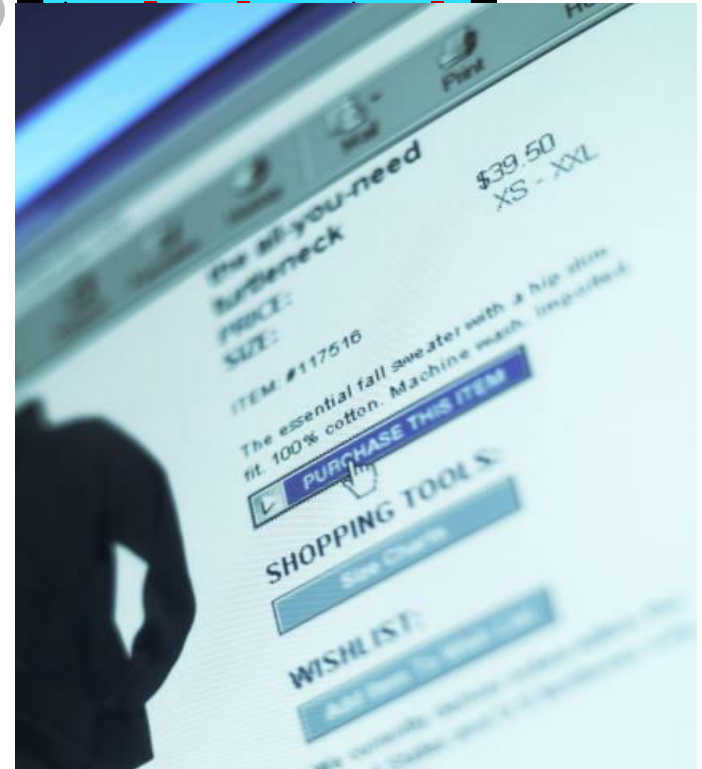 Mail
Print
the all-you-need
turtleneck
PRICE:
$39.50
SIZE:
XS - XXL
ITEM: #117516
The essential fall sweater with a hip slim
fit. 100% cotton. Machine wash. Imported.
PURCHASE THIS ITEM
SHOPPING TOOLS:
Size Charts
WISHLIST:
Add Item To Wish List